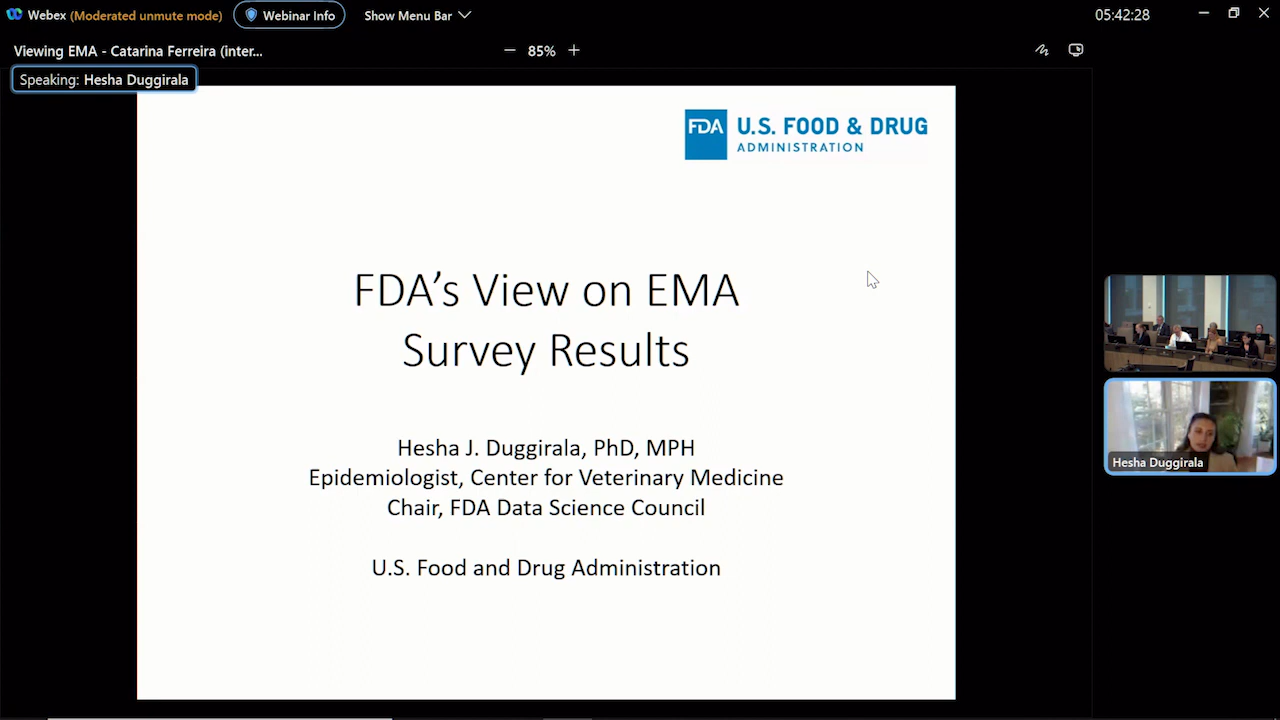 Webex (Moderated unmute mode) Webinar Info Show Menu Bar 05:42:28
Viewing EMA - Catarina Ferreira (inter... 85%
Speaking: Hesha Duggirala
FDA U.S. FOOD & DRUG
ADMINISTRATION
FDA’s View on EMA
Survey Results
Hesha J. Duggirala, PhD, MPH
Epidemiologist, Center for Veterinary Medicine
Chair, FDA Data Science Council
U.S. Food and Drug Administration
Hesha Duggirala